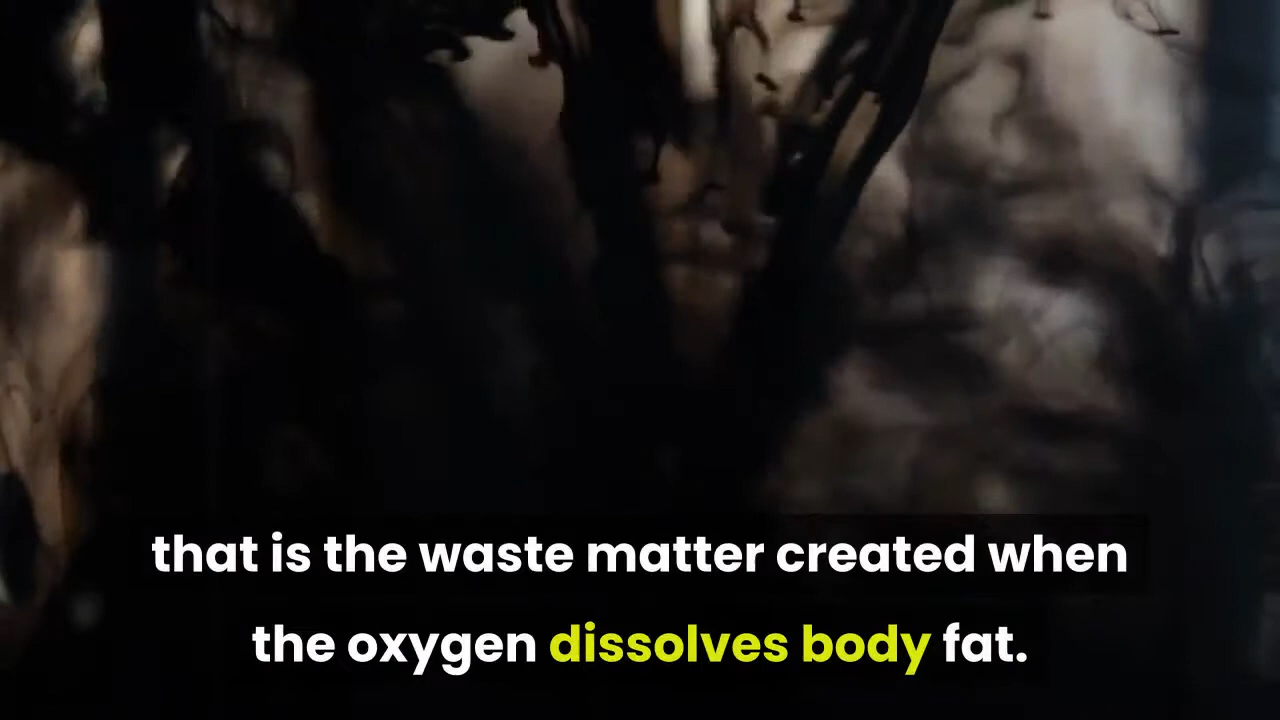 that is the waste matter created when
the oxygen dissolves body fat.